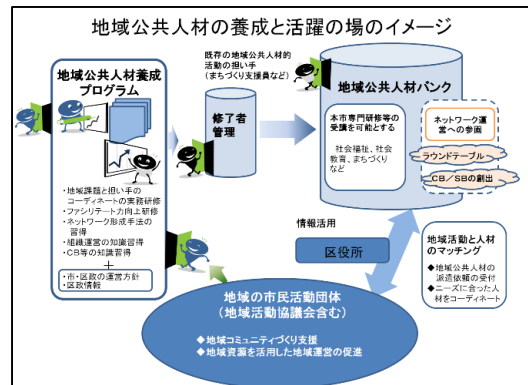 地域公共人材の養成と活躍の場のイメージ
地域公共人材養成
プログラム
・地域課題と担い手の
コーディネートの実務研修
・ファシリテート力向上研修
・ネットワーク形成手法の
習得
・組織運営の知識習得
・CB等の知識習得
+
・市・区政の運営方針
・区政情報
既存の地域公共人材的
活動の担い手
(まちづくり支援員など)
修了者
管理
地域公共人材バンク
本市専門研修等の
受講を可能とする
社会福祉、社会
教育、まちづくり
など
ネットワーク運
営への参画
ラウンドテーブル
CB/SBの創出
情報活用
区役所
地域活動と人材
のマッチング
◆地域公共人材の
派遣依頼の受付
◆ニーズに合った人
材をコーディネート
地域の市民活動団体
(地域活動協議会含む)
◆地域コミュニティづくり支援
◆地域資源を活用した地域運営の促進